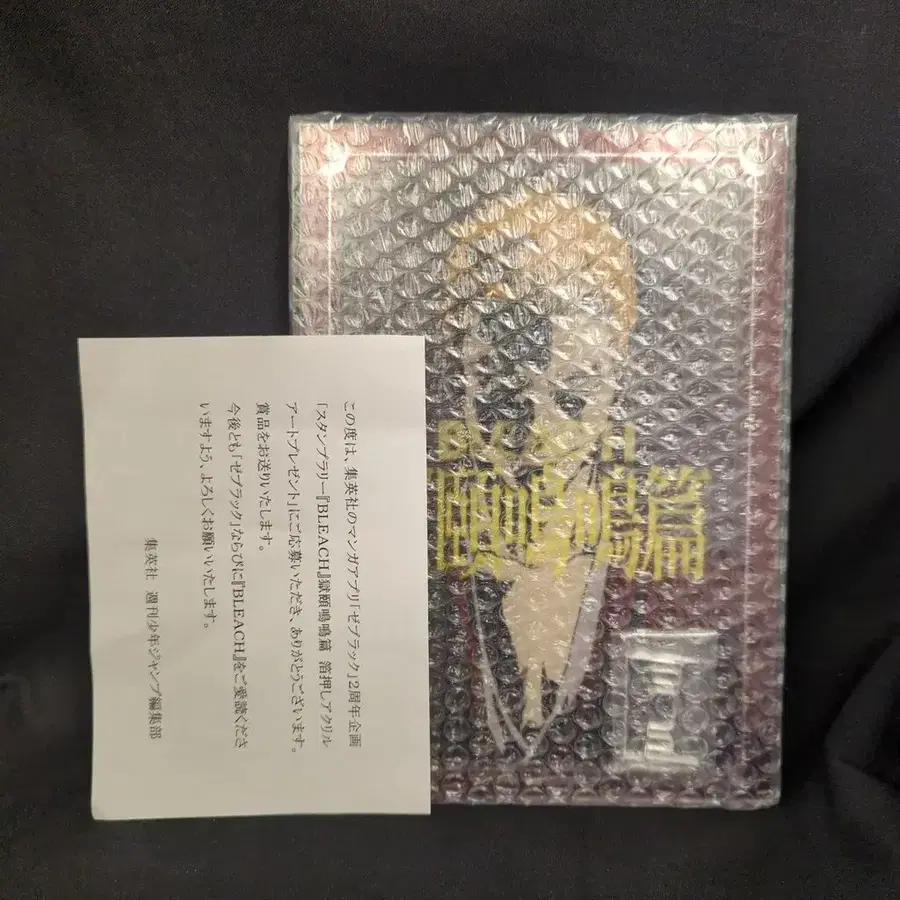 この度は、集英社のマンガアプリ「ゼブラック」2周年企画
「スタンプラリー『BLEACH』獄頤鳴鳴篇 箔押しアクリル
アートプレゼント」にご応募いただき、ありがとうございます。
賞品をお送りいたします。
今後とも「ゼブラック」ならびに『BLEACH』をご愛読くださ
いますよう、よろしくお願いいたします。
集英社 週刊少年ジャンプ編集部
獄頤鳴鳴編